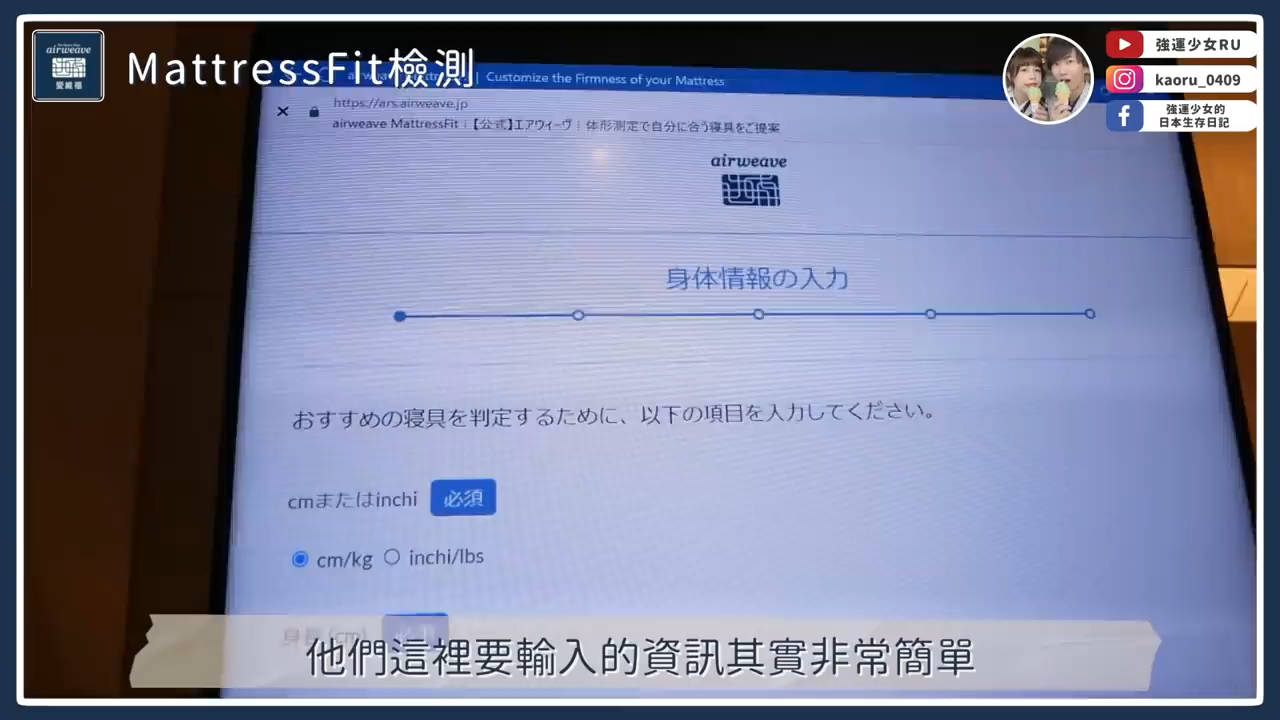 The Quality Sleep
airweave
愛維福
MattressFit檢測
Customize the Firmness of your Mattress
https://ars.airweave.jp
airweave MattressFit｜【公式】エアウィーヴ｜体形測定で自分に合う寝具をご提案
airweave
身体情報の入力
おすすめの寝具を判定するために、以下の項目を入力してください。
cmまたはinchi 必須
cm/kg inchi/lbs
他們這裡要輸入的資訊其實非常簡單
強運少女RU
kaoru_0409
強運少女的
日本生存日記